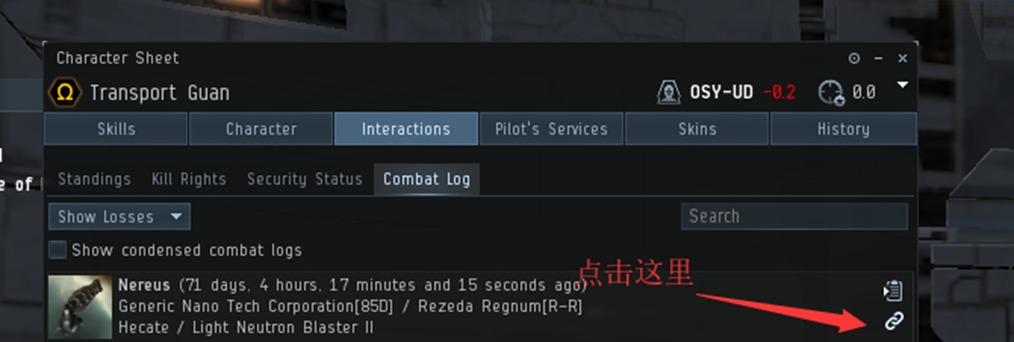 Character Sheet
Ω Transport Guan OSY-UD -0.2 0.0
Skills Character Interactions Pilot's Services Skins History
e of
Standings Kill Rights Security Status Combat Log
Show Losses Search
Show condensed combat logs
Nereus (71 days, 4 hours, 17 minutes and 15 seconds ago)
点击这里
Generic Nano Tech Corporation[85D] / Rezeda Regnum[R-R]
Hecate / Light Neutron Blaster II